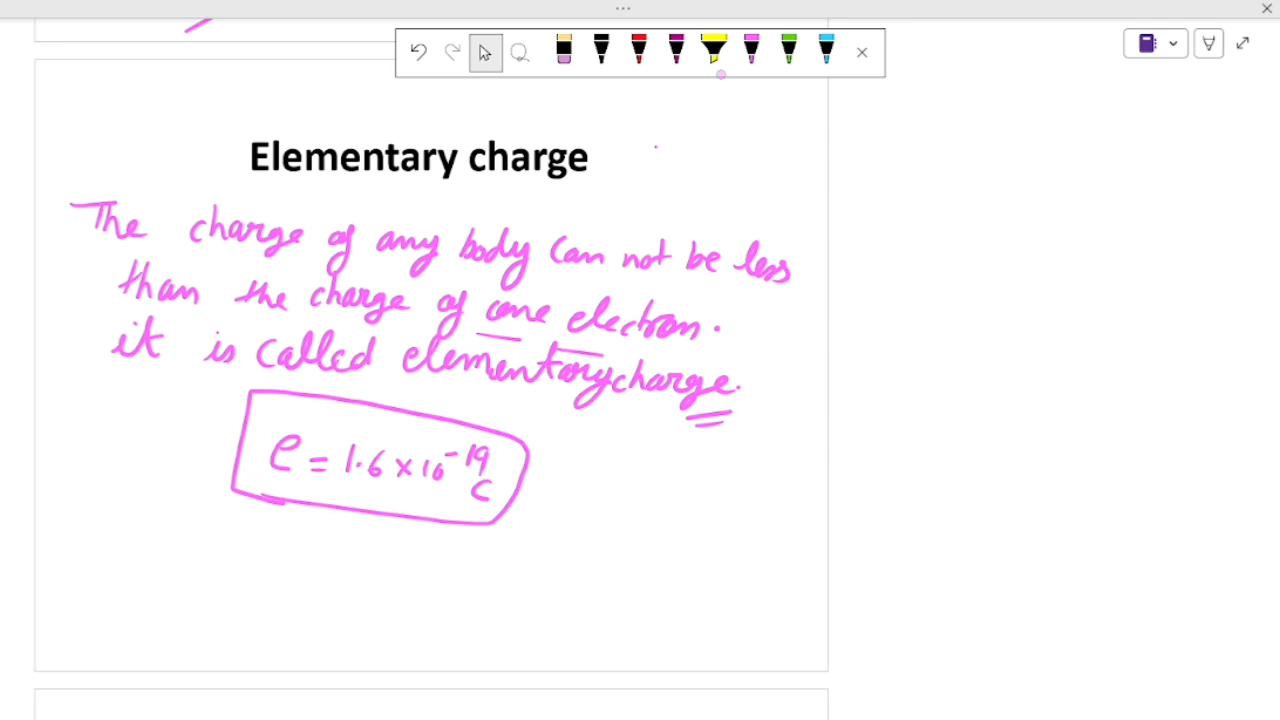 Elementary charge
The charge of any body can not be less
than the charge of one electron.
it is called elementary charge.
e = 1.6 × 10⁻¹⁹ C